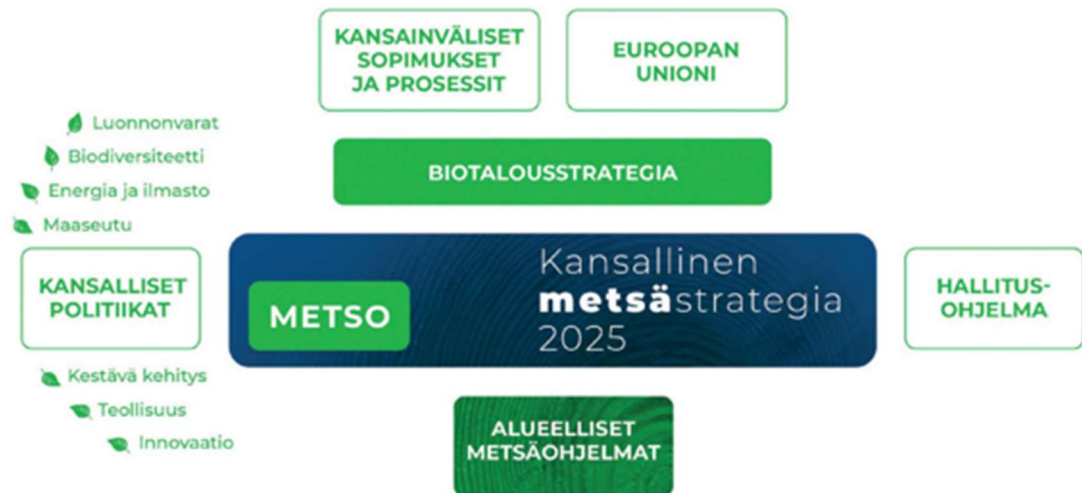 KANSAINVÄLISET
SOPIMUKSET
JA PROSESSIT
EUROOPAN
UNIONI
Luonnonvarat
Biodiversiteetti
Energia ja ilmasto
Maaseutu
BIOTALOUSSTRATEGIA
KANSALLISET
POLITIIKAT
METSO
Kansallinen
metsästrategia
2025
HALLITUS-
OHJELMA
Kestävä kehitys
Teollisuus
Innovaatio
ALUEELLISET
METSÄOHJELMAT